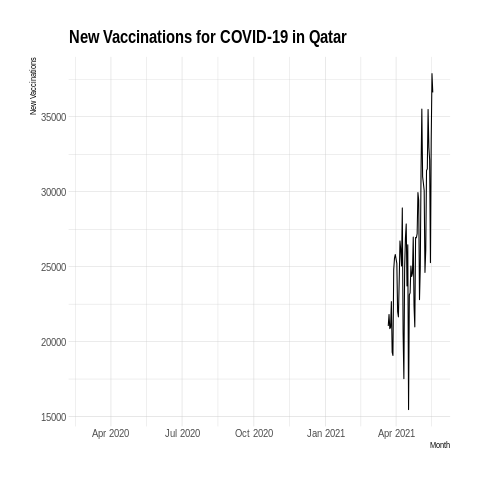 New Vaccinations for COVID-19 in Qatar
New Vaccinations
35000
30000
25000
20000
15000
Apr 2020 Jul 2020 Oct 2020 Jan 2021 Apr 2021
Month